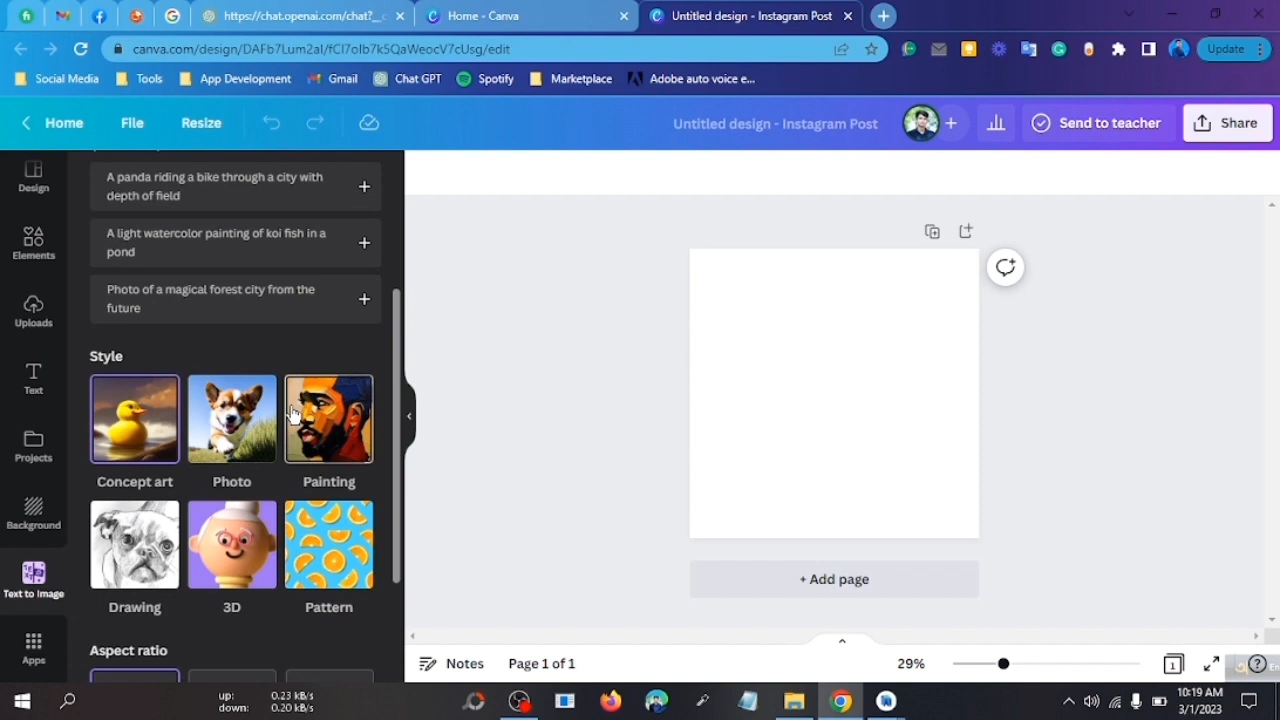 https://chat.openai.com/chat?_c
Home - Canva
Untitled design - Instagram Post
canva.com/design/DAFb7Lum2aI/fCI7oIb7k5QaWeocV7cUsg/edit
Update
Social Media
Tools
App Development
Gmail
Chat GPT
Spotify
Marketplace
Adobe auto voice e...
Home
File
Resize
Untitled design - Instagram Post
Send to teacher
Share
Design
Elements
Uploads
Text
Projects
Background
Text to Image
Apps
A panda riding a bike through a city with
depth of field
A light watercolor painting of koi fish in a
pond
Photo of a magical forest city from the
future
Style
Concept art
Photo
Painting
Drawing
3D
Pattern
Aspect ratio
+ Add page
Notes
Page 1 of 1
29%
1
up: 0.23 kB/s
down: 0.20 kB/s
10:19 AM
3/1/2023